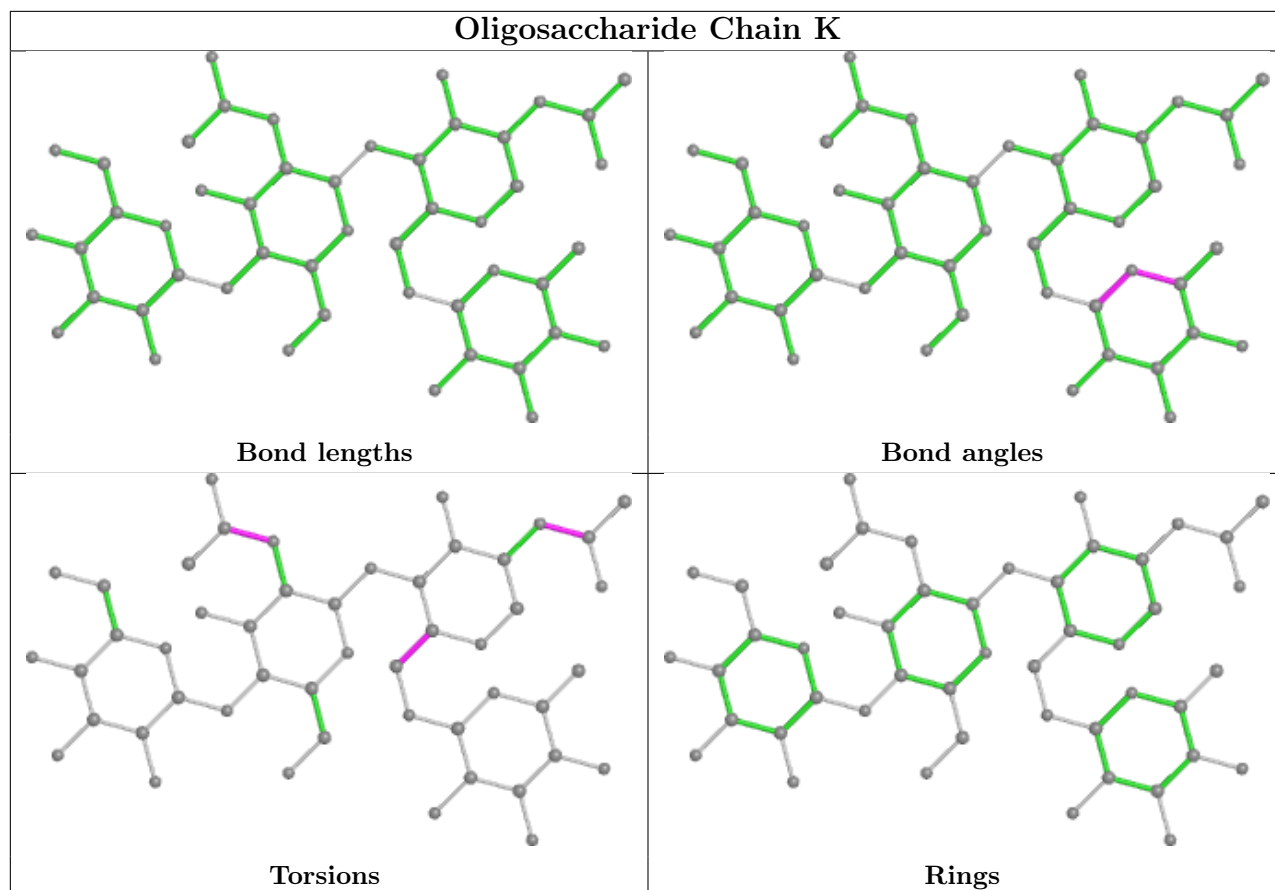 Oligosaccharide Chain K
Bond lengths
Bond angles
Torsions
Rings